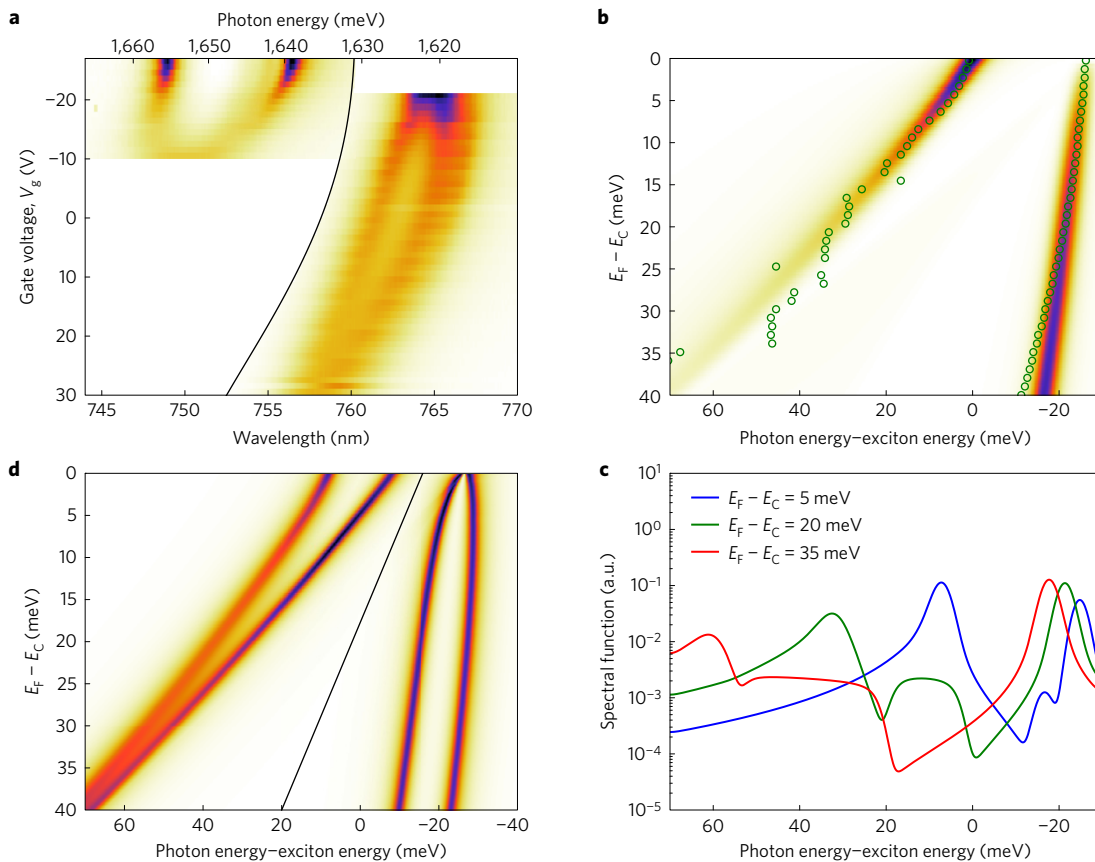 a
Photon energy (meV)
1,660 1,650 1,640 1,630 1,620
Gate voltage, Vg (V)
−20
−10
0
10
20
30
745 750 755 760 765 770
Wavelength (nm)
b
EF − EC (meV)
0
5
10
15
20
25
30
35
40
60 40 20 0 −20
Photon energy–exciton energy (meV)
d
EF − EC (meV)
0
5
10
15
20
25
30
35
40
60 40 20 0 −20 −40
Photon energy–exciton energy (meV)
c
Spectral function (a.u.)
10¹
10⁰
10⁻¹
10⁻²
10⁻³
10⁻⁴
10⁻⁵
EF − EC = 5 meV
EF − EC = 20 meV
EF − EC = 35 meV
60 40 20 0 −20
Photon energy–exciton energy (meV)